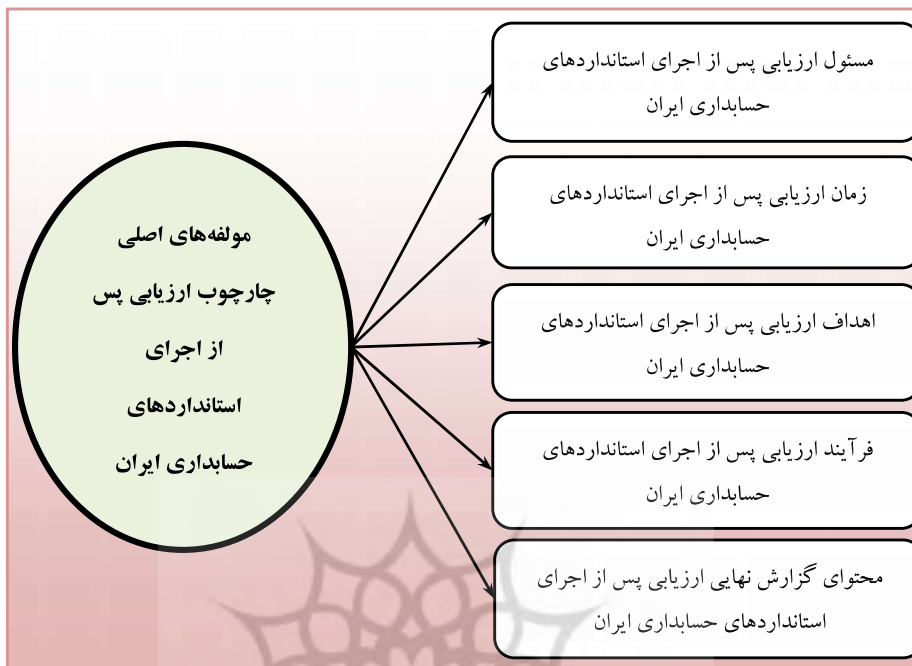 مولفه‌های اصلی
چارچوب ارزیابی پس
از اجرای
استانداردهای
حسابداری ایران
مسئول ارزیابی پس از اجرای استانداردهای
حسابداری ایران
زمان ارزیابی پس از اجرای استانداردهای
حسابداری ایران
اهداف ارزیابی پس از اجرای استانداردهای
حسابداری ایران
فرآیند ارزیابی پس از اجرای استانداردهای
حسابداری ایران
محتوای گزارش نهایی ارزیابی پس از اجرای
استانداردهای حسابداری ایران